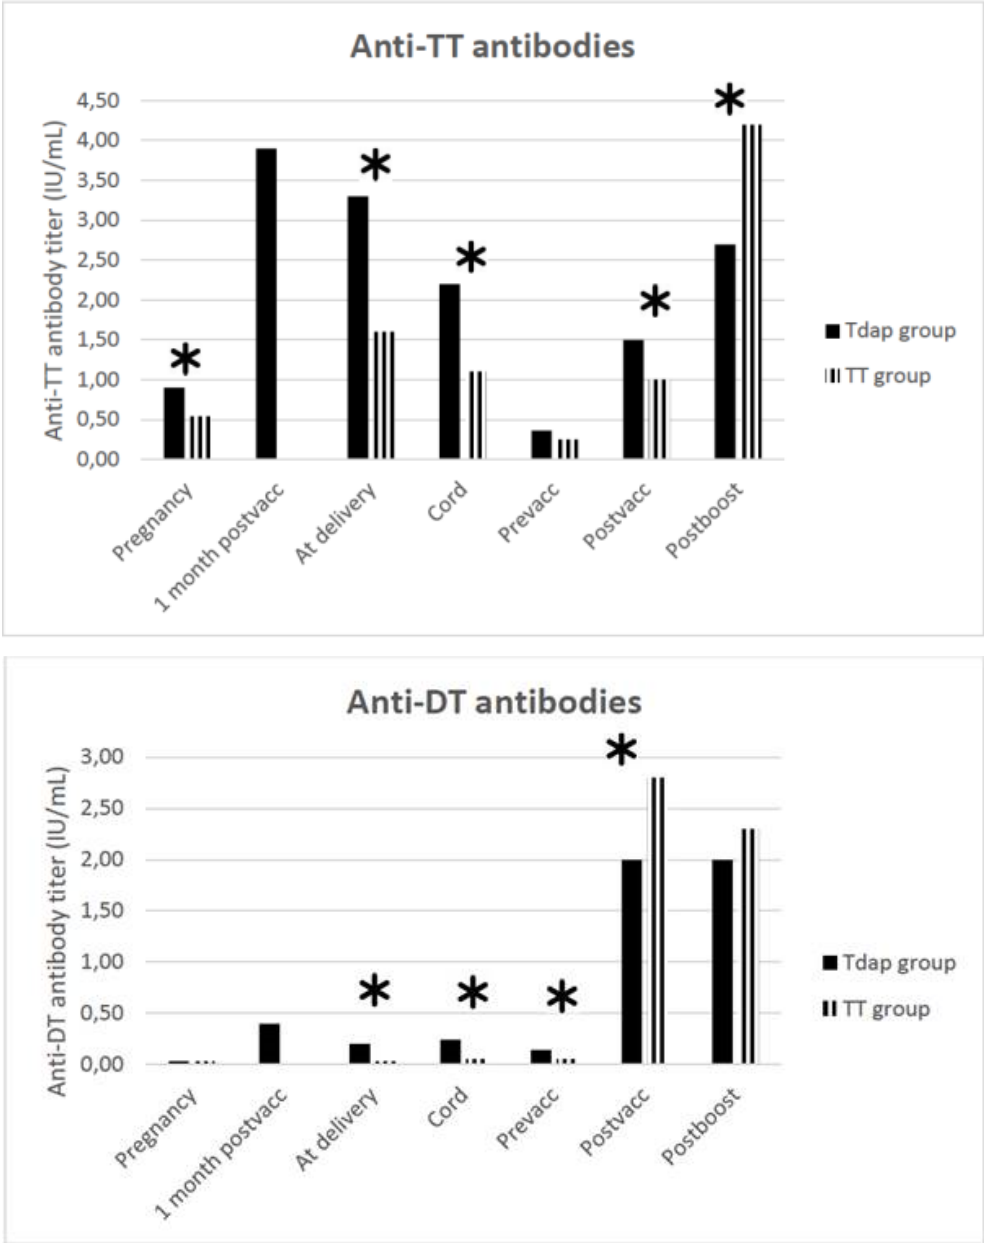 Anti-TT antibodies
Anti-TT antibody titer (IU/mL)
4,50
4,00
3,50
3,00
2,50
2,00
1,50
1,00
0,50
0,00
Pregnancy
1 month postvacc
At delivery
Cord
Prevacc
Postvacc
Postboost
Tdap group
TT group
Anti-DT antibodies
Anti-DT antibody titer (IU/mL)
3,00
2,50
2,00
1,50
1,00
0,50
0,00
Pregnancy
1 month postvacc
At delivery
Cord
Prevacc
Postvacc
Postboost
Tdap group
TT group